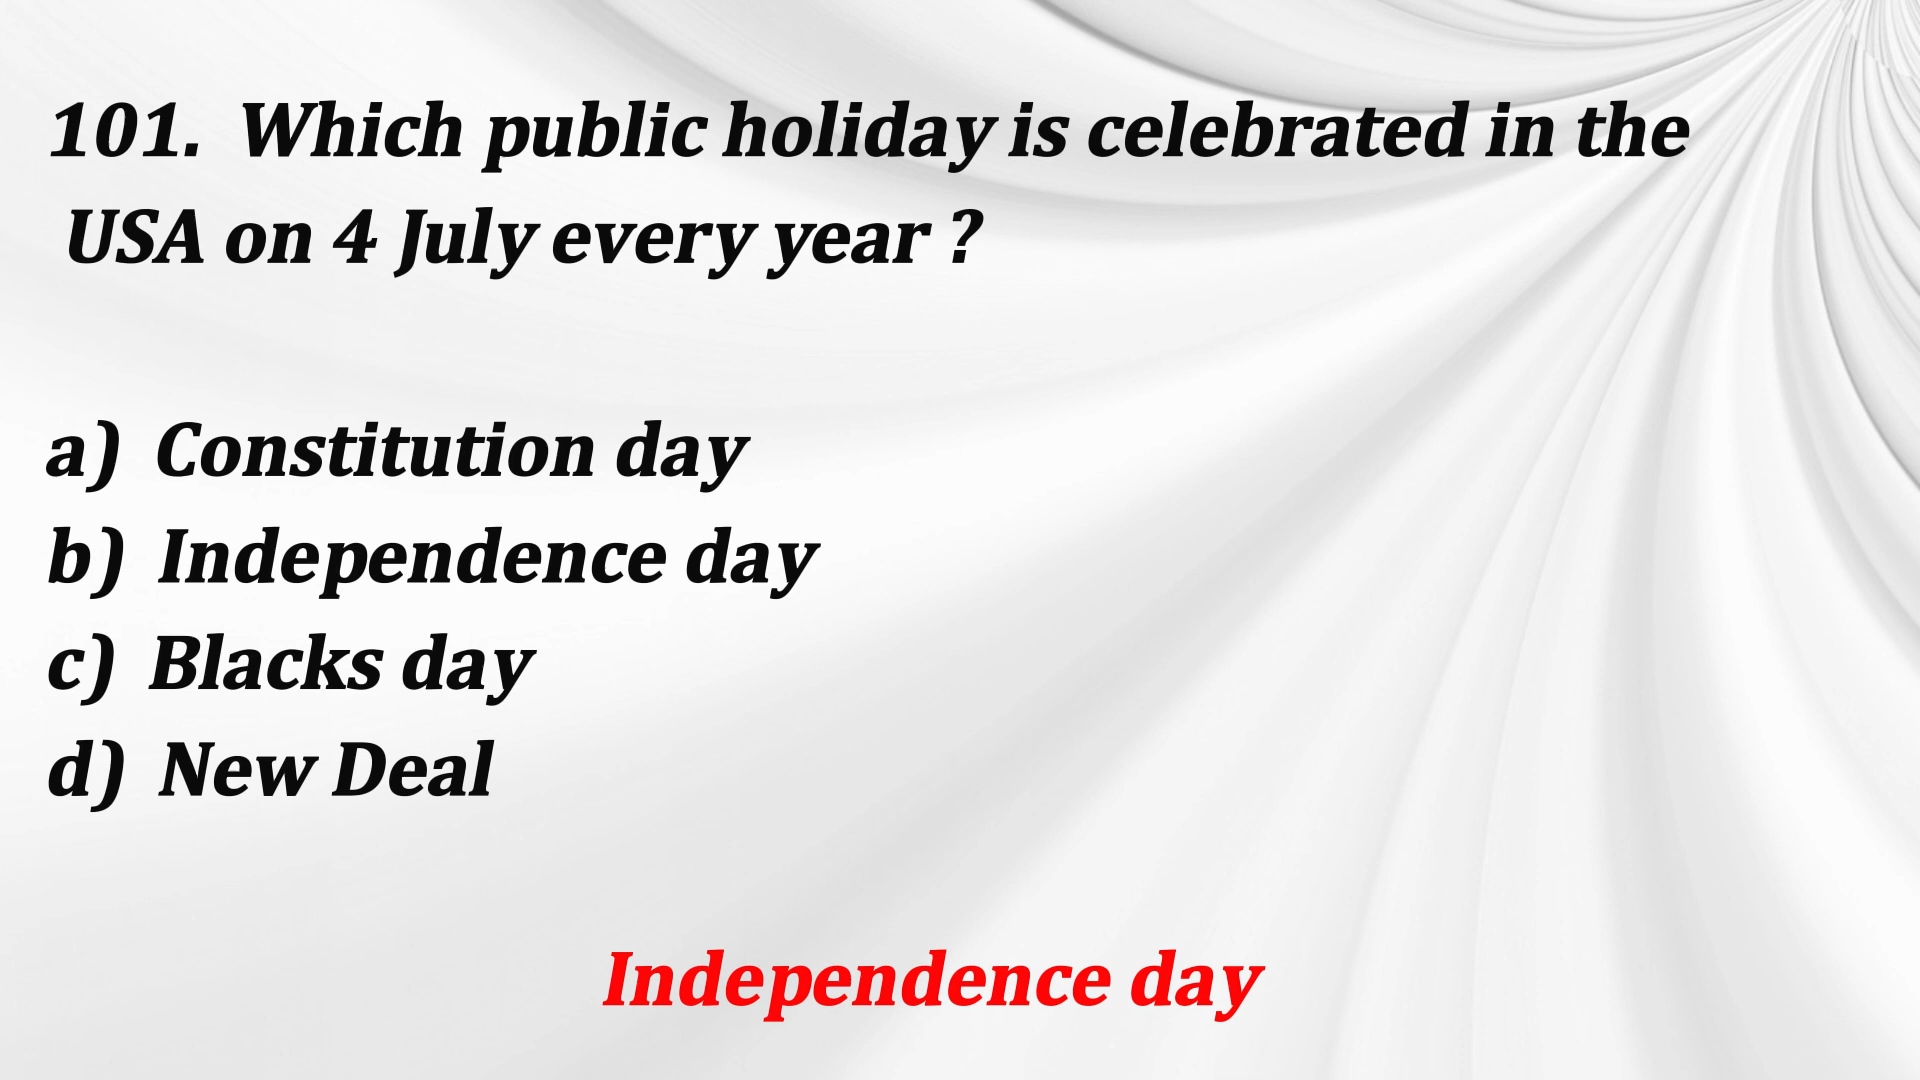 101. Which public holiday is celebrated in the
USA on 4 July every year ?
a) Constitution day
b) Independence day
c) Blacks day
d) New Deal
Independence day